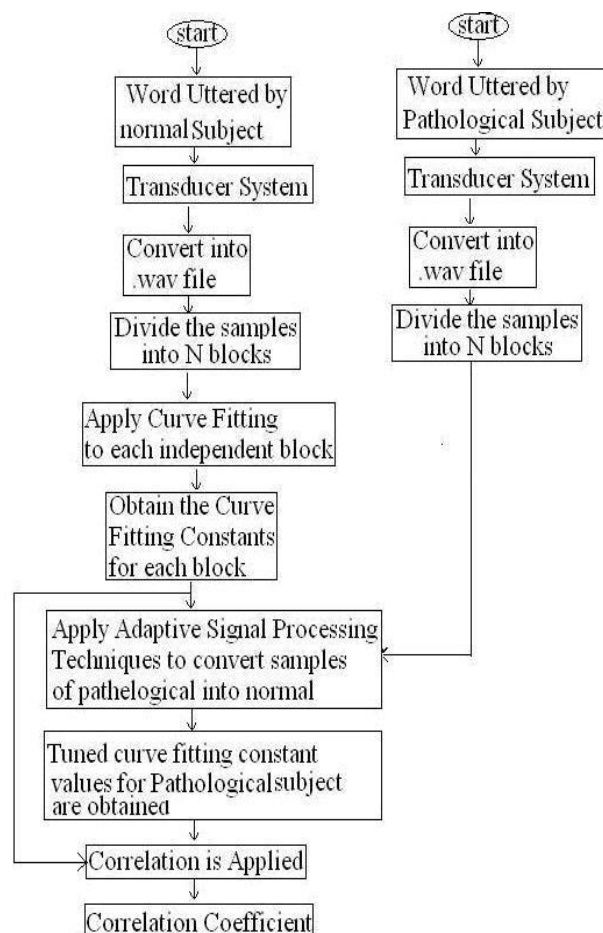 start
Word Uttered by
normal Subject
Transducer System
Convert into
.wav file
Divide the samples
into N blocks
Apply Curve Fitting
to each independent block
Obtain the Curve
Fitting Constants
for each block
start
Word Uttered by
Pathological Subject
Transducer System
Convert into
.wav file
Divide the samples
into N blocks
Apply Adaptive Signal Processing
Techniques to convert samples
of pathelogical into normal
Tuned curve fitting constant
values for Pathological subject
are obtained
Correlation is Applied
Correlation Coefficient